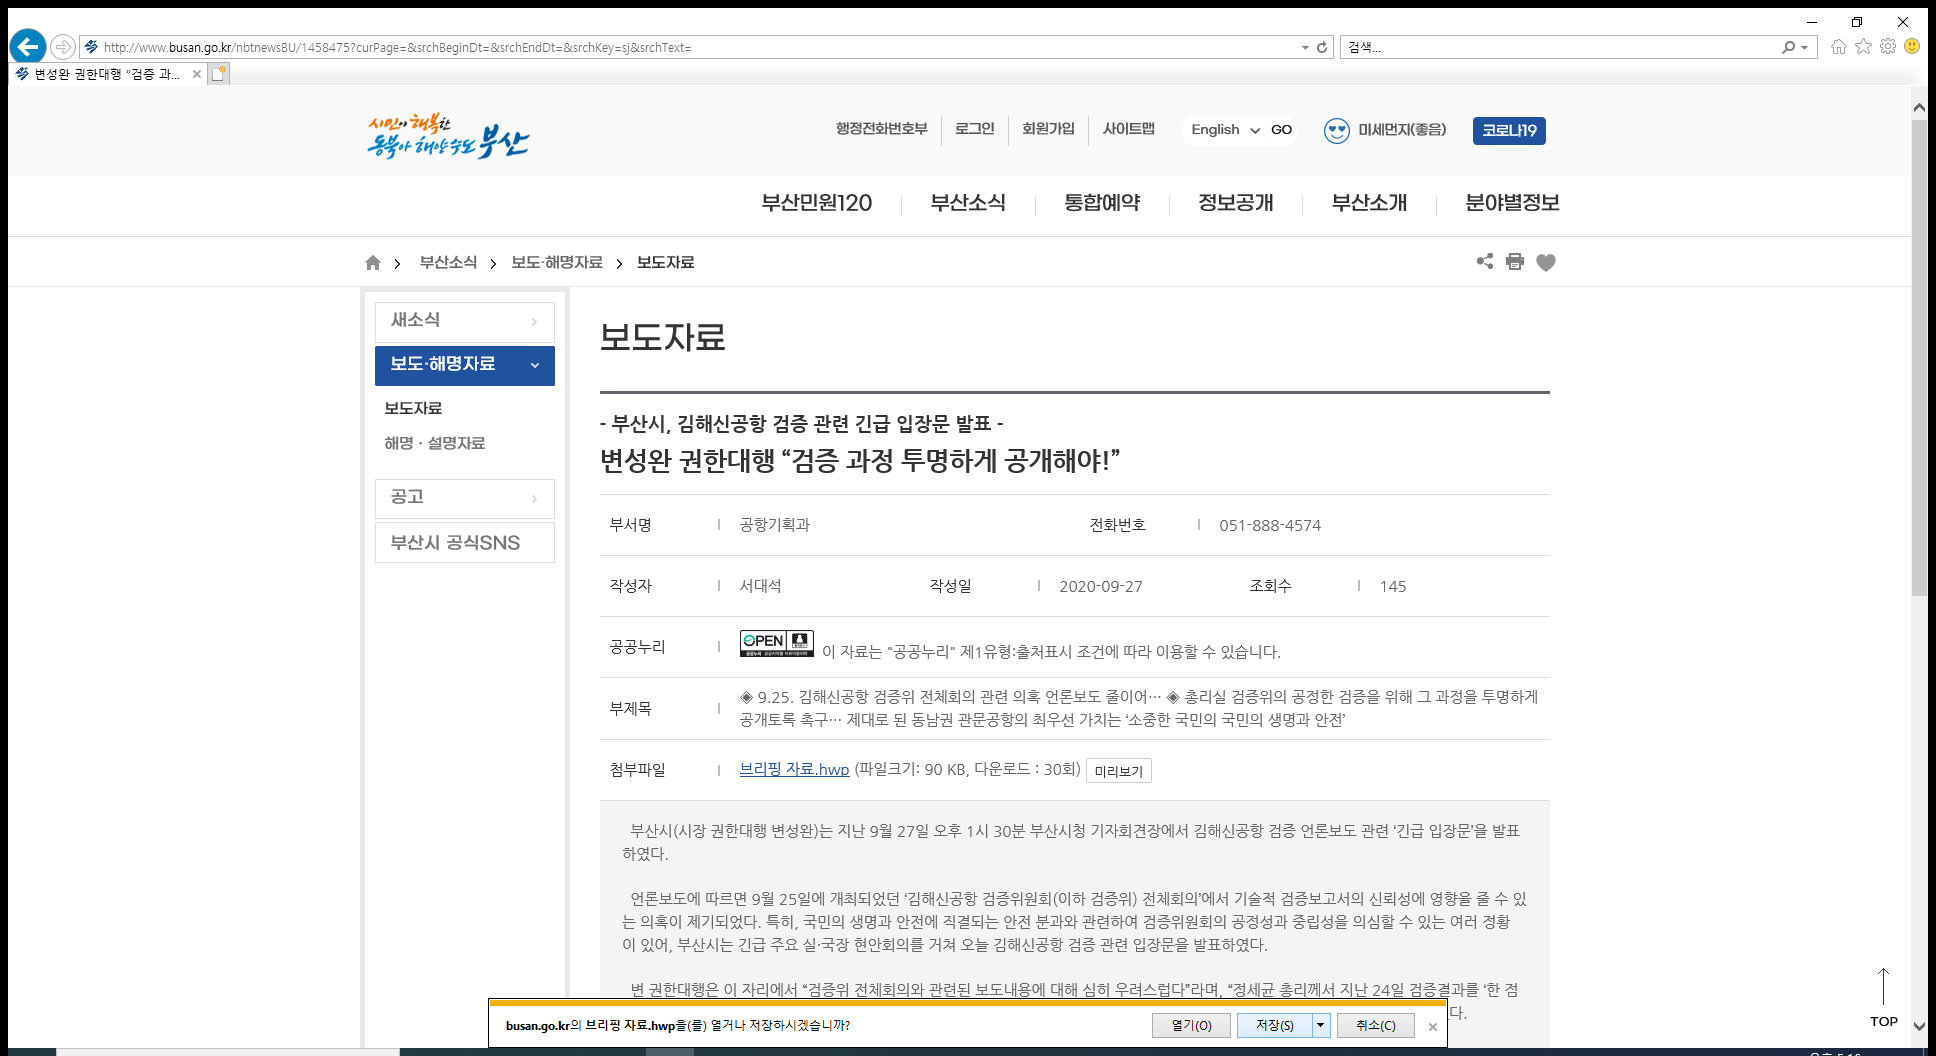 http://www.busan.go.kr/nbtnewsBU/1458475?curPage=&srchBeginDt=&srchEndDt=&srchKey=sj&srchText=
검색...
변성완 권한대행 “검증 과...
시민이 행복한
동북아 해양수도 부산
행정전화번호부
로그인
회원가입
사이트맵
English
GO
미세먼지(좋음)
코로나19
부산민원120
부산소식
통합예약
정보공개
부산소개
분야별정보
부산소식
보도·해명자료
보도자료
새소식
보도·해명자료
보도자료
해명 · 설명자료
공고
부산시 공식SNS
보도자료
- 부산시, 김해신공항 검증 관련 긴급 입장문 발표 -
변성완 권한대행 “검증 과정 투명하게 공개해야!”
부서명 공항기획과 전화번호 051-888-4574
작성자 서대석 작성일 2020-09-27 조회수 145
공공누리 OPEN 이 자료는 "공공누리" 제1유형:출처표시 조건에 따라 이용할 수 있습니다.
부제목 ◈ 9.25. 김해신공항 검증위 전체회의 관련 의혹 언론보도 줄이어… ◈ 총리실 검증위의 공정한 검증을 위해 그 과정을 투명하게
공개토록 촉구… 제대로 된 동남권 관문공항의 최우선 가치는 ‘소중한 국민의 국민의 생명과 안전’
첨부파일 브리핑 자료.hwp (파일크기: 90 KB, 다운로드 : 30회) 미리보기
부산시(시장 권한대행 변성완)는 지난 9월 27일 오후 1시 30분 부산시청 기자회견장에서 김해신공항 검증 언론보도 관련 ‘긴급 입장문’을 발표
하였다.
언론보도에 따르면 9월 25일에 개최되었던 ‘김해신공항 검증위원회(이하 검증위) 전체회의’에서 기술적 검증보고서의 신뢰성에 영향을 줄 수 있
는 의혹이 제기되었다. 특히, 국민의 생명과 안전에 직결되는 안전 분과와 관련하여 검증위원회의 공정성과 중립성을 의심할 수 있는 여러 정황
이 있어, 부산시는 긴급 주요 실·국장 현안회의를 거쳐 오늘 김해신공항 검증 관련 입장문을 발표하였다.
변 권한대행은 이 자리에서 “검증위 전체회의와 관련된 보도내용에 대해 심히 우려스럽다”라며, “정세균 총리께서 지난 24일 검증결과를 ‘한 점
다.
busan.go.kr의 브리핑 자료.hwp을(를) 열거나 저장하시겠습니까?
열기(O)
저장(S)
취소(C)
TOP